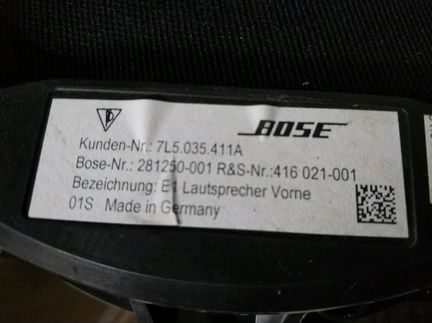 BOSE
Kunden-Nr.: 7L5.035.411A
Bose-Nr.: 281250-001 R&S-Nr.:416 021-001
Bezeichnung: E1 Lautsprecher Vorne
01S Made in Germany